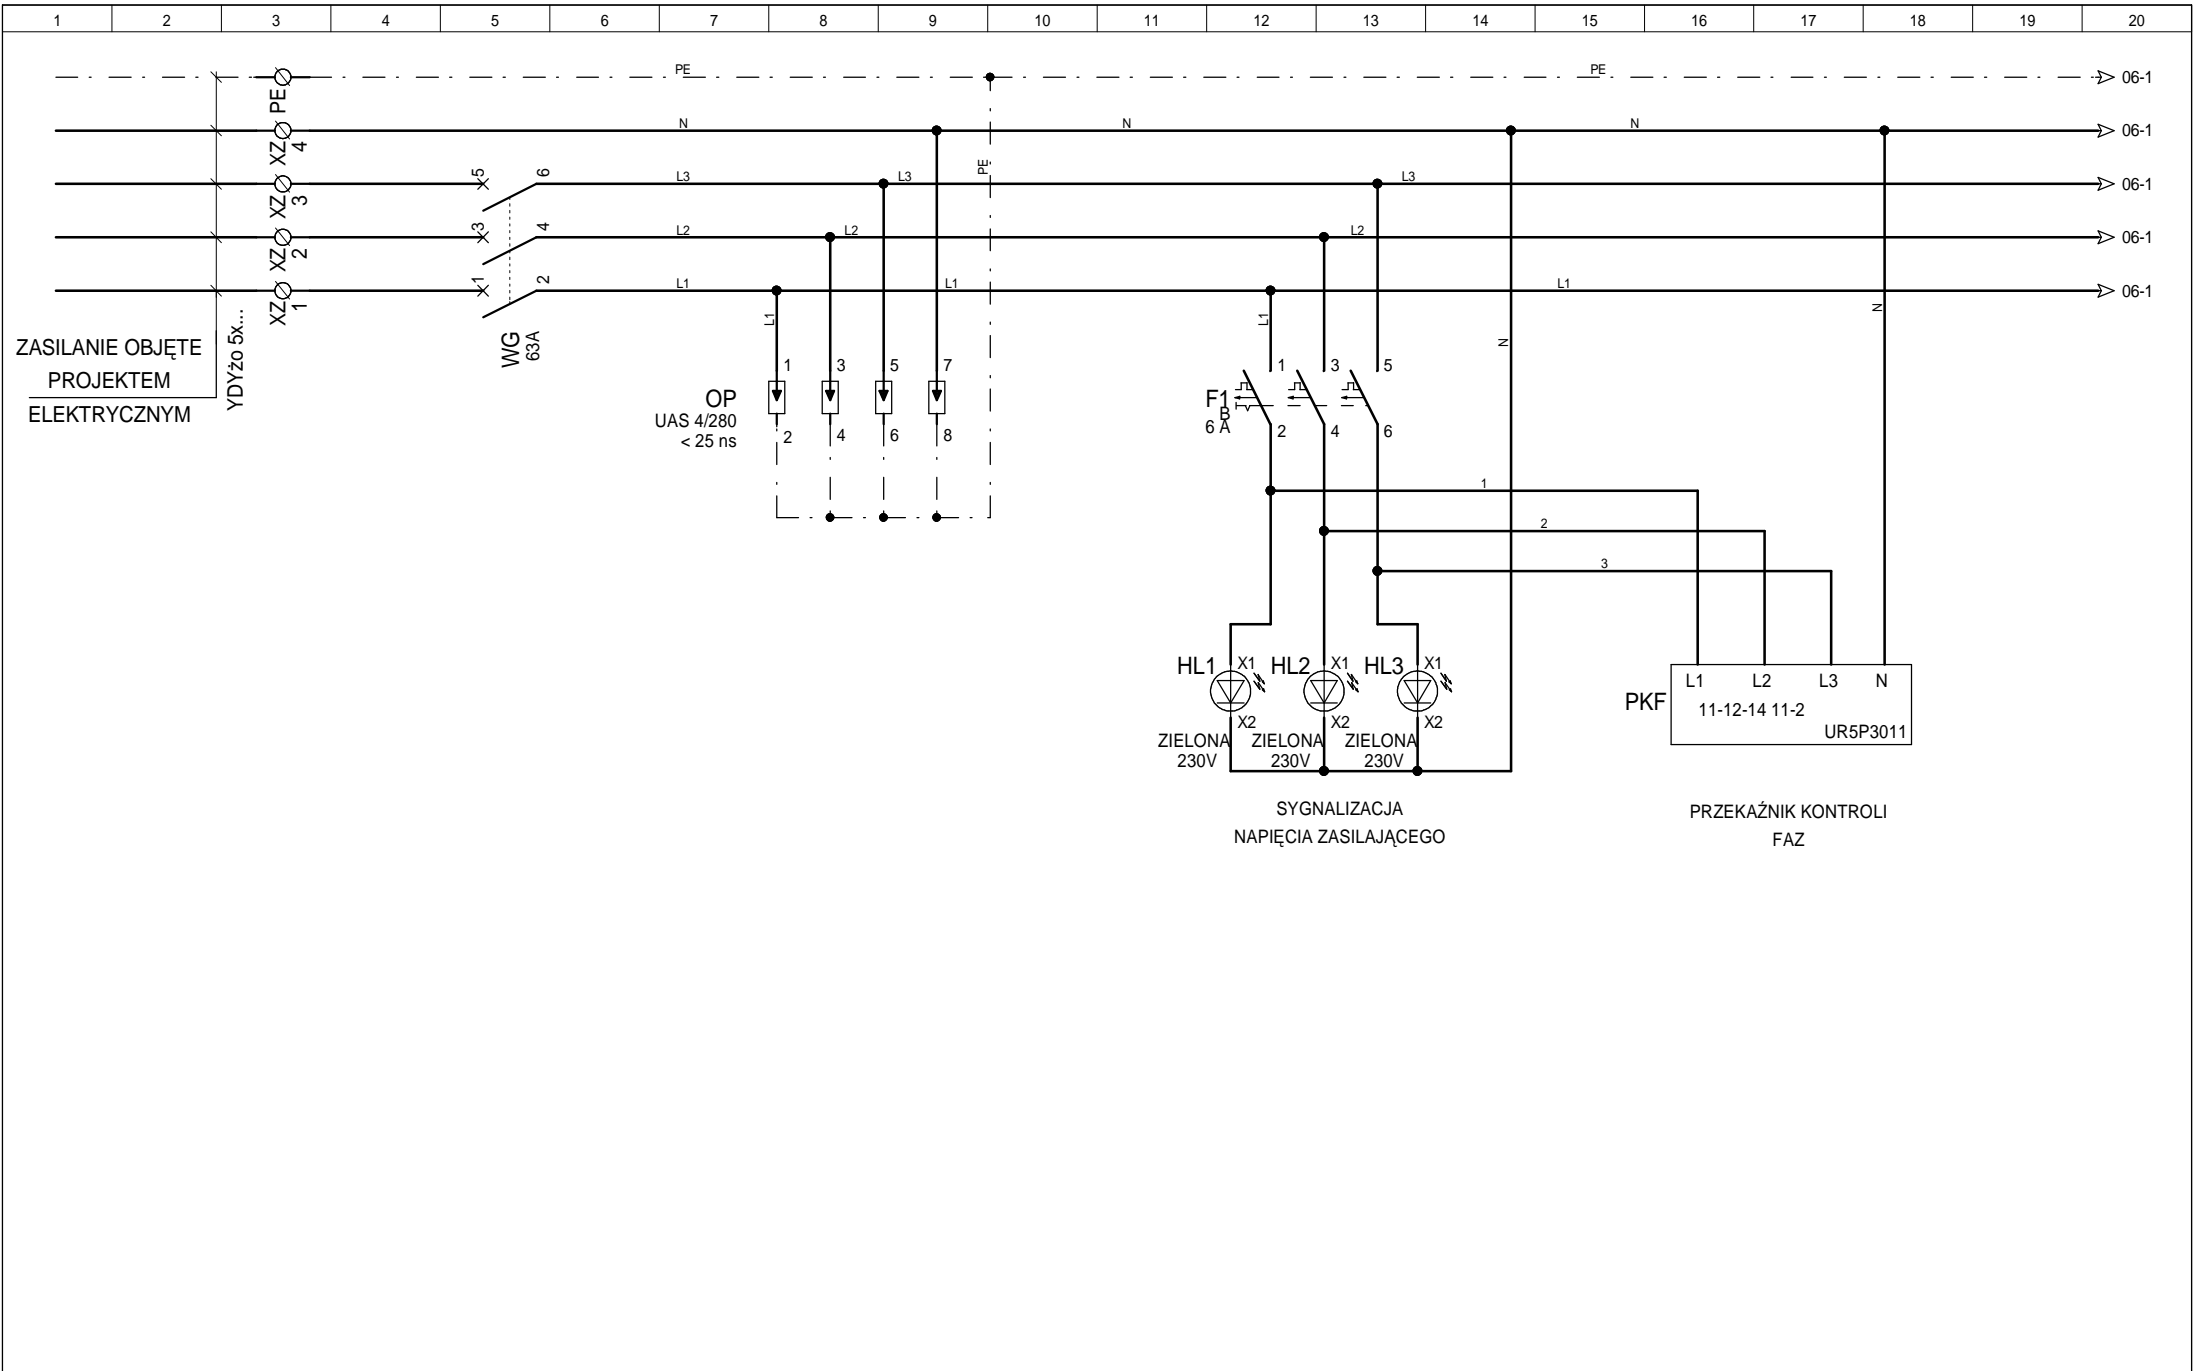 1 2 3 4 5 6 7 8 9 10 11 12 13 14 15 16 17 18 19 20
PE PE 06-1
XZ PE
N N N 06-1
XZ 4
PE
5 6 L3 L3 L3 06-1
XZ 3
3 4 L2 L2 L2 06-1
XZ 2
1 2 L1 L1 L1 06-1
XZ 1
L1 L1 N N
ZASILANIE OBJĘTE
PROJEKTEM
ELEKTRYCZNYM
YDYżo 5x...
WG
63A
OP
UAS 4/280
< 25 ns
1 3 5 7
2 4 6 8
F1
B
6 A
1 3 5
2 4 6
1
2
3
HL1 X1 HL2 X1 HL3 X1
X2 X2 X2
ZIELONA ZIELONA ZIELONA
230V 230V 230V
PKF
L1 L2 L3 N
11-12-14 11-2
UR5P3011
SYGNALIZACJA
NAPIĘCIA ZASILAJĄCEGO
PRZEKAŹNIK KONTROLI
FAZ